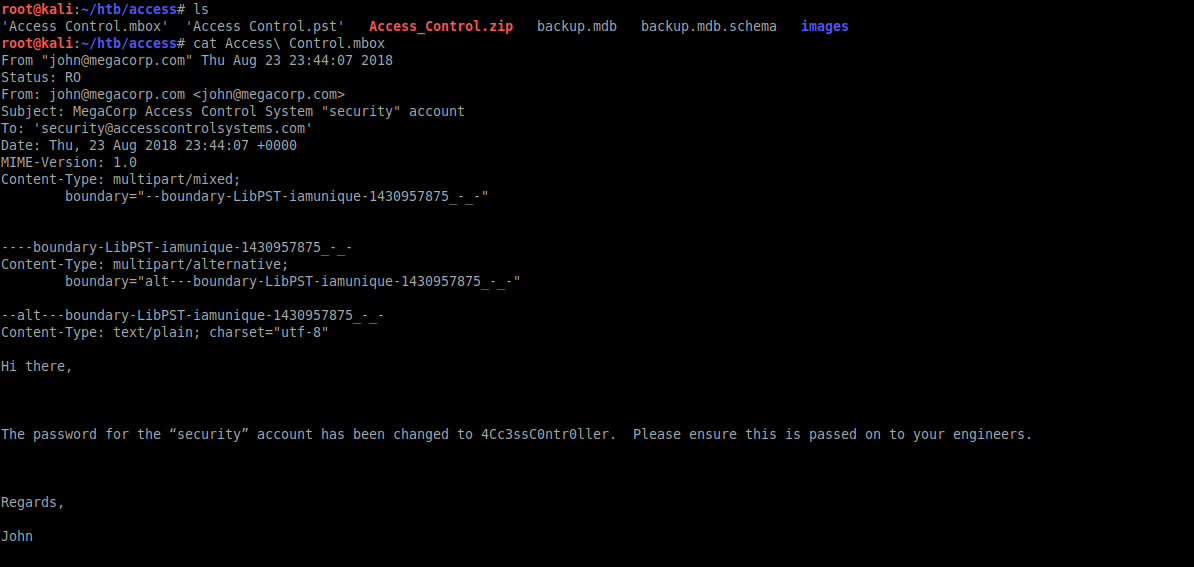 root@kali:~/htb/access# ls
'Access Control.mbox'  'Access Control.pst'   Access_Control.zip   backup.mdb   backup.mdb.schema   images
root@kali:~/htb/access# cat Access\ Control.mbox
From "john@megacorp.com" Thu Aug 23 23:44:07 2018
Status: RO
From: john@megacorp.com <john@megacorp.com>
Subject: MegaCorp Access Control System "security" account
To: 'security@accesscontrolsystems.com'
Date: Thu, 23 Aug 2018 23:44:07 +0000
MIME-Version: 1.0
Content-Type: multipart/mixed;
        boundary="--boundary-LibPST-iamunique-1430957875_-_-"
----boundary-LibPST-iamunique-1430957875_-_-
Content-Type: multipart/alternative;
        boundary="alt---boundary-LibPST-iamunique-1430957875_-_-"
--alt---boundary-LibPST-iamunique-1430957875_-_-
Content-Type: text/plain; charset="utf-8"
Hi there,
The password for the “security” account has been changed to 4Cc3ssC0ntr0ller.  Please ensure this is passed on to your engineers.
Regards,
John